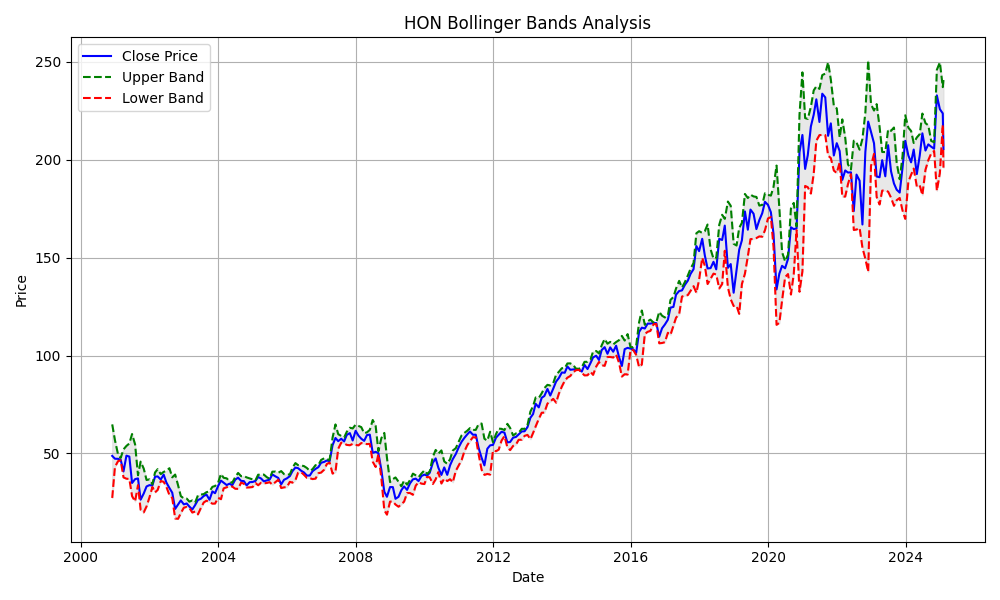 HON Bollinger Bands Analysis
Close Price
Upper Band
Lower Band
Price
250
200
150
100
50
2000
2004
2008
2012
2016
2020
2024
Date